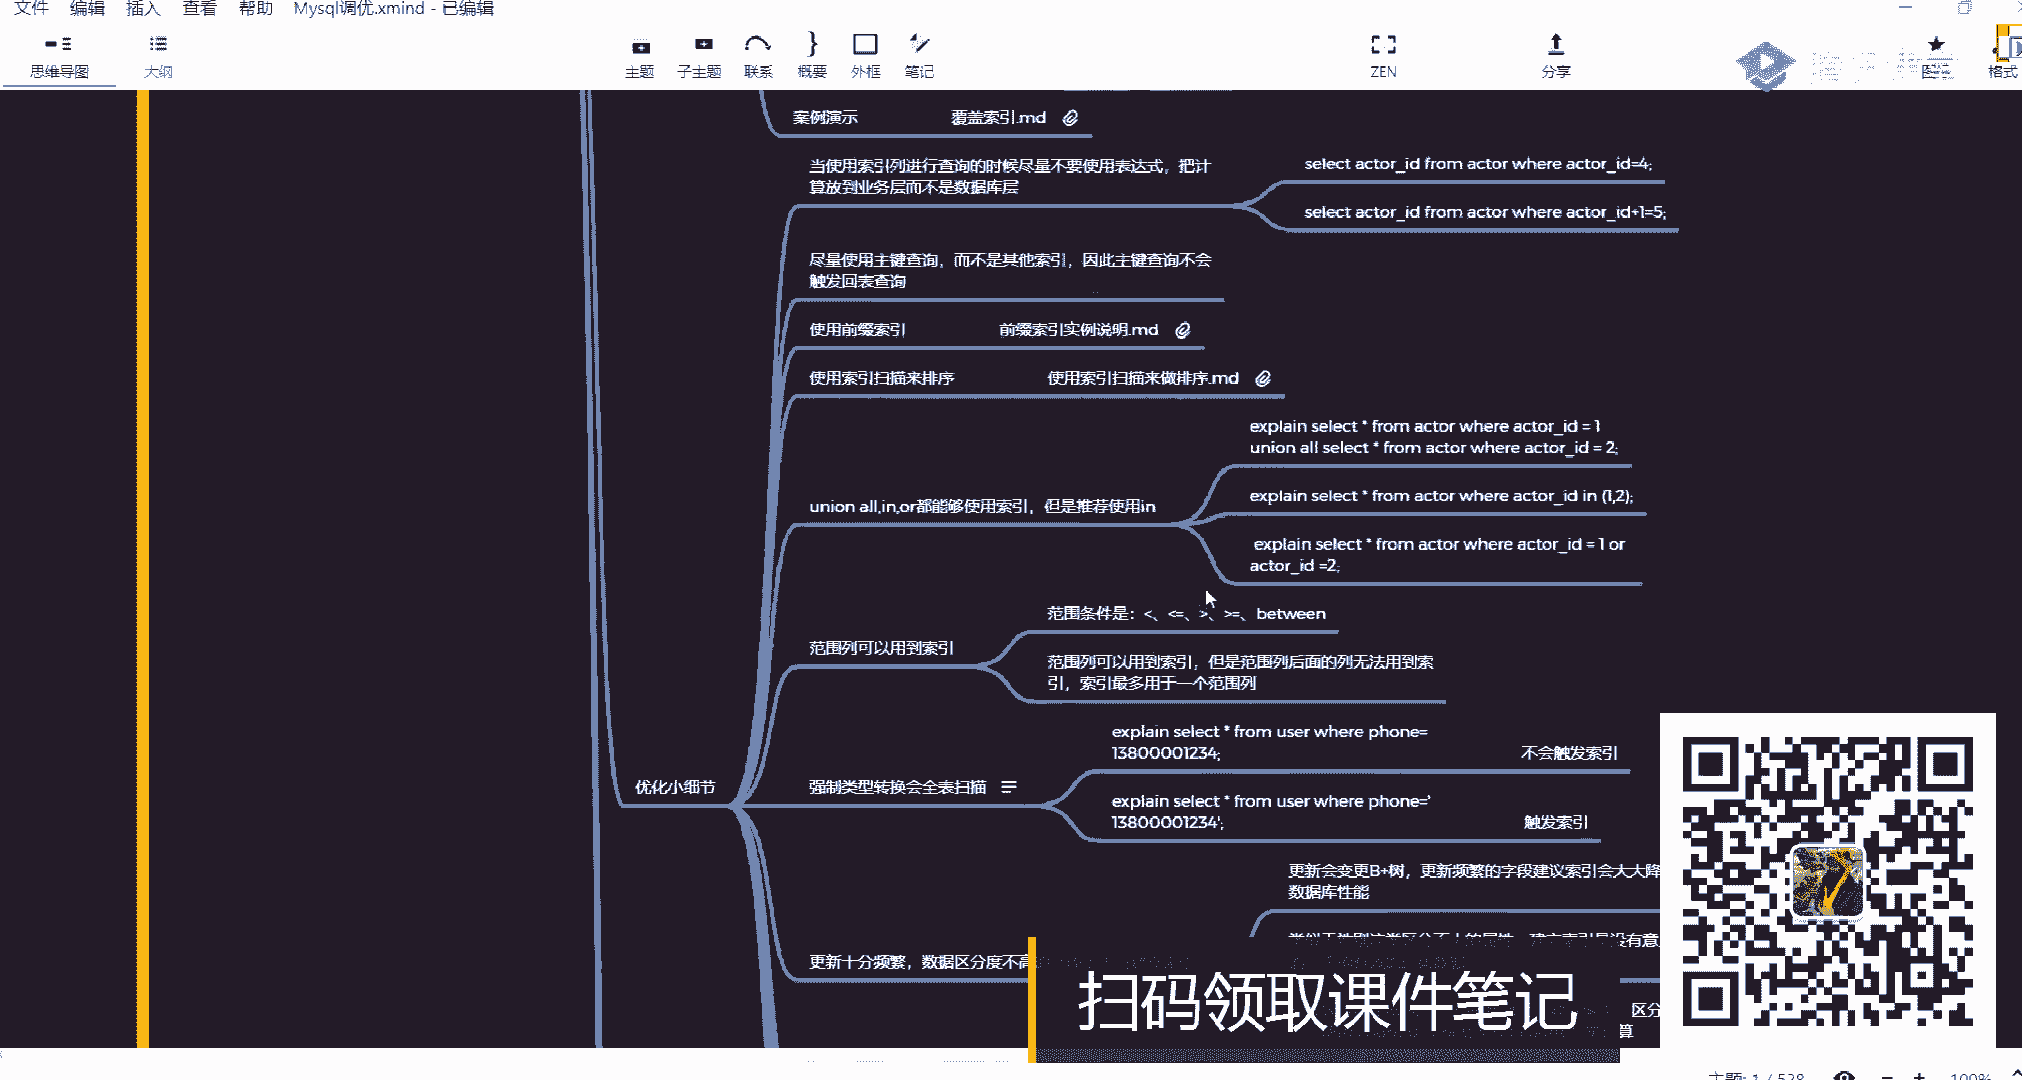 文件 编辑 插入 查看 帮助 Mysql调优.xmind - 已编辑
思维导图 大纲 主题 子主题 联系 概要 外框 笔记 ZEN 分享 格式
案例演示 覆盖索引.md
当使用索引列进行查询的时候尽量不要使用表达式，把计
算放到业务层而不是数据库层
select actor_id from actor where actor_id=4;
select actor_id from actor where actor_id+1=5;
尽量使用主键查询，而不是其他索引，因此主键查询不会
触发回表查询
使用前缀索引 前缀索引实例说明.md
使用索引扫描来排序 使用索引扫描来做排序.md
union all,in,or都能够使用索引，但是推荐使用in
explain select * from actor where actor_id = 1
union all select * from actor where actor_id = 2;
explain select * from actor where actor_id in (1,2);
explain select * from actor where actor_id = 1 or
actor_id =2;
范围列可以用到索引
范围条件是：<、<=、>、>=、between
范围列可以用到索引，但是范围列后面的列无法用到索
引，索引最多用于一个范围列
优化小细节
强制类型转换会全表扫描
explain select * from user where phone=
13800001234;
不会触发索引
explain select * from user where phone='
13800001234';
触发索引
更新十分频繁，数据区分度不高
更新会变更B+树，更新频繁的字段建议索引会大大降
数据库性能
区分
算
扫码领取课件笔记
主题: 1 / 528
100%